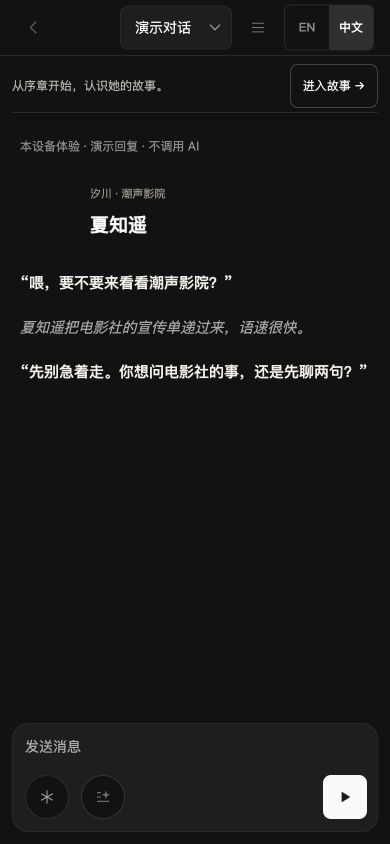 演示对话
EN 中文
从序章开始，认识她的故事。
进入故事 →
本设备体验 · 演示回复 · 不调用 AI
汐川 · 潮声影院
夏知遥
“喂，要不要来看看潮声影院？”
夏知遥把电影社的宣传单递过来，语速很快。
“先别急着走。你想问电影社的事，还是先聊两句？”
发送消息